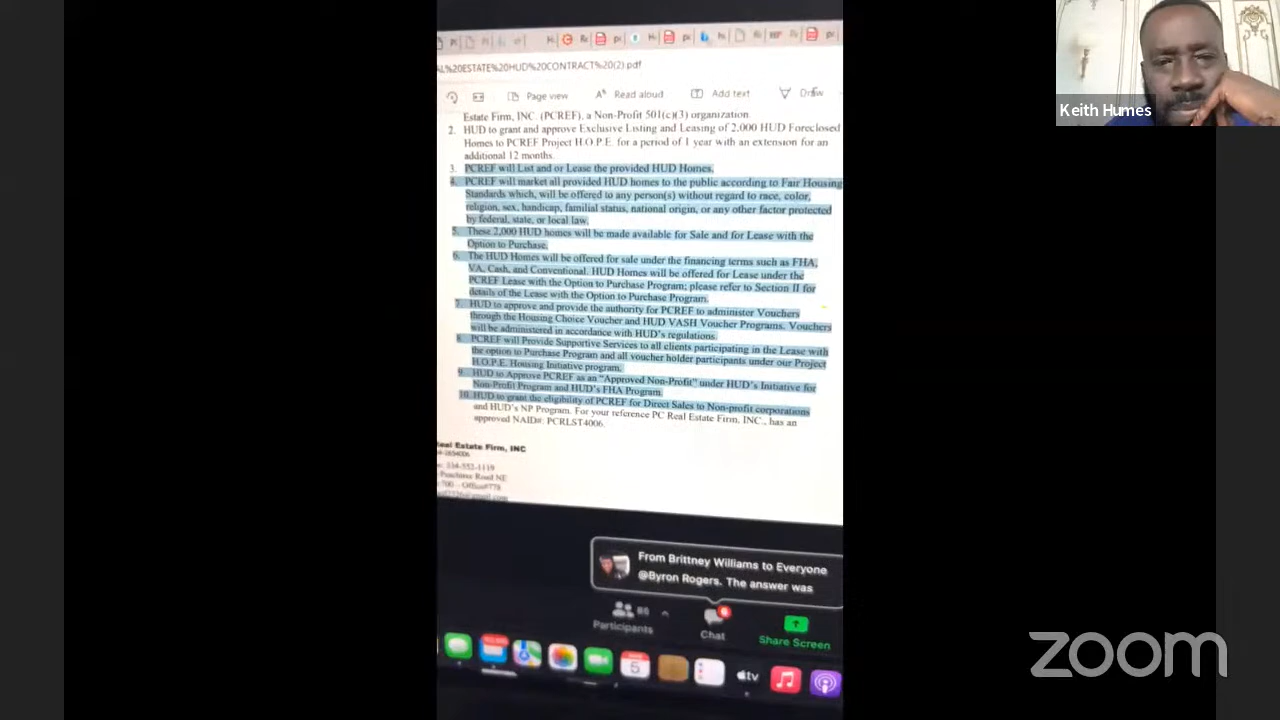 AL%20ESTATE%20HUD%20CONTRACT%20(2).pdf
Page view
Read aloud
Add text
Draw
Estate Firm, INC. (PCREF), a Non-Profit 501(c)(3) organization
2. HUD to grant and approve Exclusive Listing and Leasing of 2,000 HUD Foreclosed
Homes to PCREF Project H.O.P.E. for a period of 1 year with an extension for an
additional 12 months.
3. PCREF will List and or Lease the provided HUD Homes.
4. PCREF will market all provided HUD homes to the public according to Fair Housing
Standards which, will be offered to any person(s) without regard to race, color,
religion, sex, handicap, familial status, national origin, or any other factor protected
by federal, state, or local law.
5. These 2,000 HUD homes will be made available for Sale and for Lease with the
Option to Purchase.
6. The HUD Homes will be offered for sale under the financing terms such as FHA,
VA, Cash, and Conventional. HUD Homes will be offered for Lease under the
PCREF Lease with the Option to Purchase Program; please refer to Section II for
details of the Lease with the Option to Purchase Program.
7. HUD to approve and provide the authority for PCREF to administer Vouchers
through the Housing Choice Voucher and HUD VASH Voucher Programs. Vouchers
will be administered in accordance with HUD's regulations.
8. PCREF will Provide Supportive Services to all clients participating in the Lease with
the option to Purchase Program and all voucher holder participants under our Project
H.O.P.E. Housing Initiative program.
9. HUD to Approve PCREF as an "Approved Non-Profit" under HUD's Initiative for
Non-Profit Program and HUD's FHA Program.
10. HUD to grant the eligibility of PCREF for Direct Sales to Non-profit corporations
and HUD's NP Program. For your reference PC Real Estate Firm, INC., has an
approved NAID#: PCRLST4006.
Real Estate Firm, INC
Road NE
From Brittney Williams to Everyone
@Byron Rogers. The answer was
Participants
Chat
Share Screen
5
tv
Keith Humes
zoom